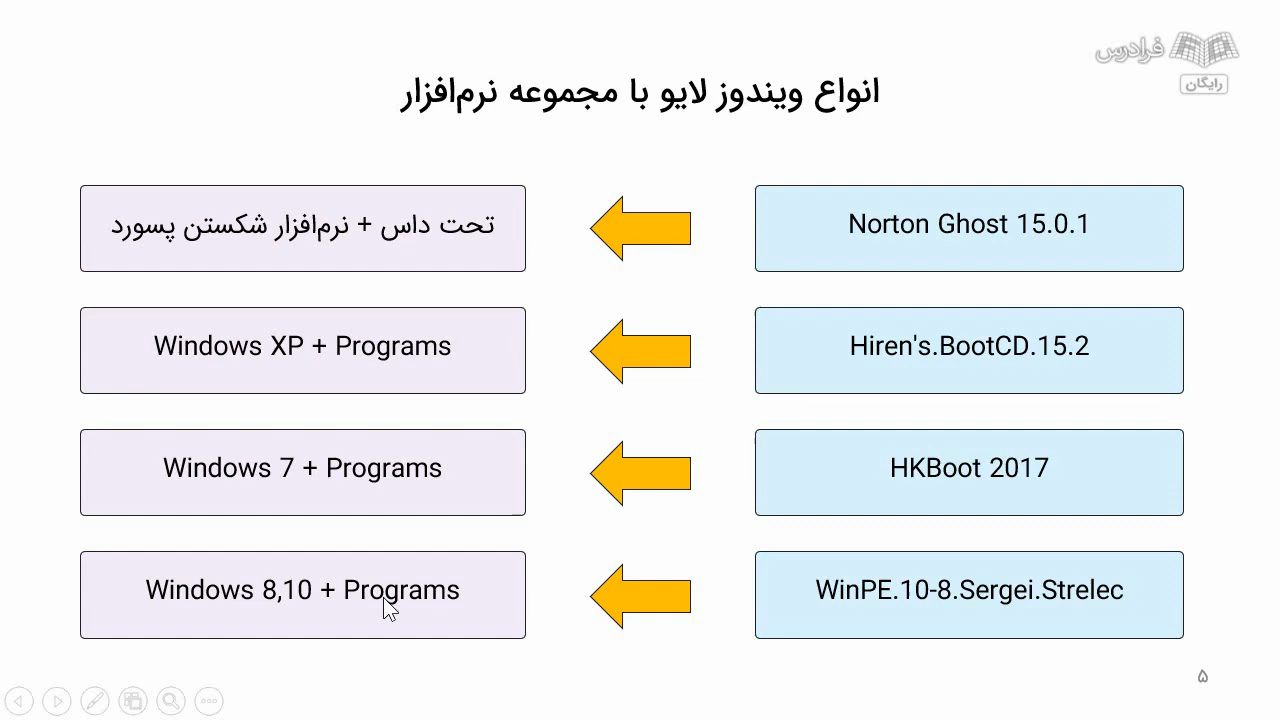 فرادرس
رایگان
انواع ویندوز لایو با مجموعه نرم‌افزار
Norton Ghost 15.0.1
تحت داس + نرم‌افزار شکستن پسورد
Hiren's.BootCD.15.2
Windows XP + Programs
HKBoot 2017
Windows 7 + Programs
WinPE.10-8.Sergei.Strelec
Windows 8,10 + Programs
۵